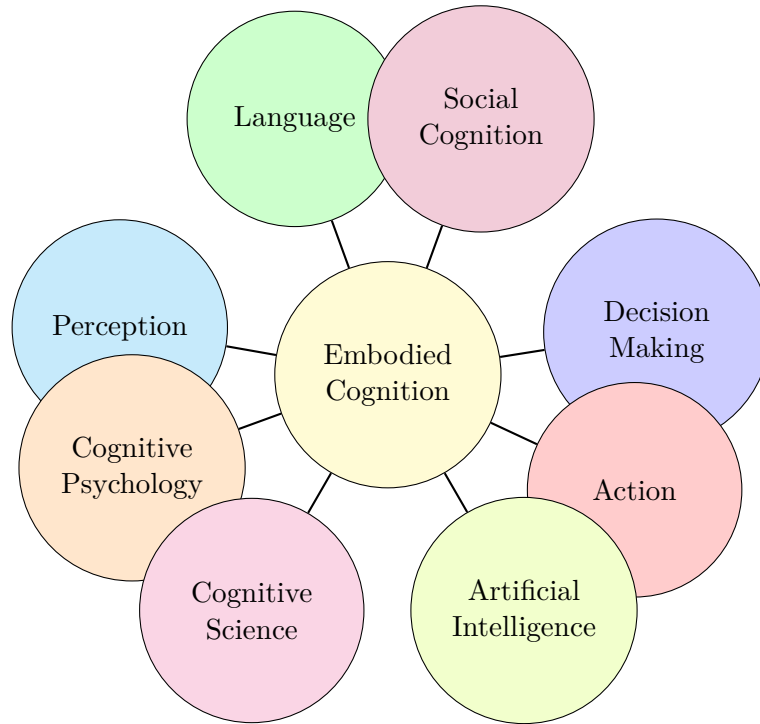 Language
Social
Cognition
Perception
Decision
Making
Embodied
Cognition
Cognitive
Psychology
Action
Cognitive
Science
Artificial
Intelligence